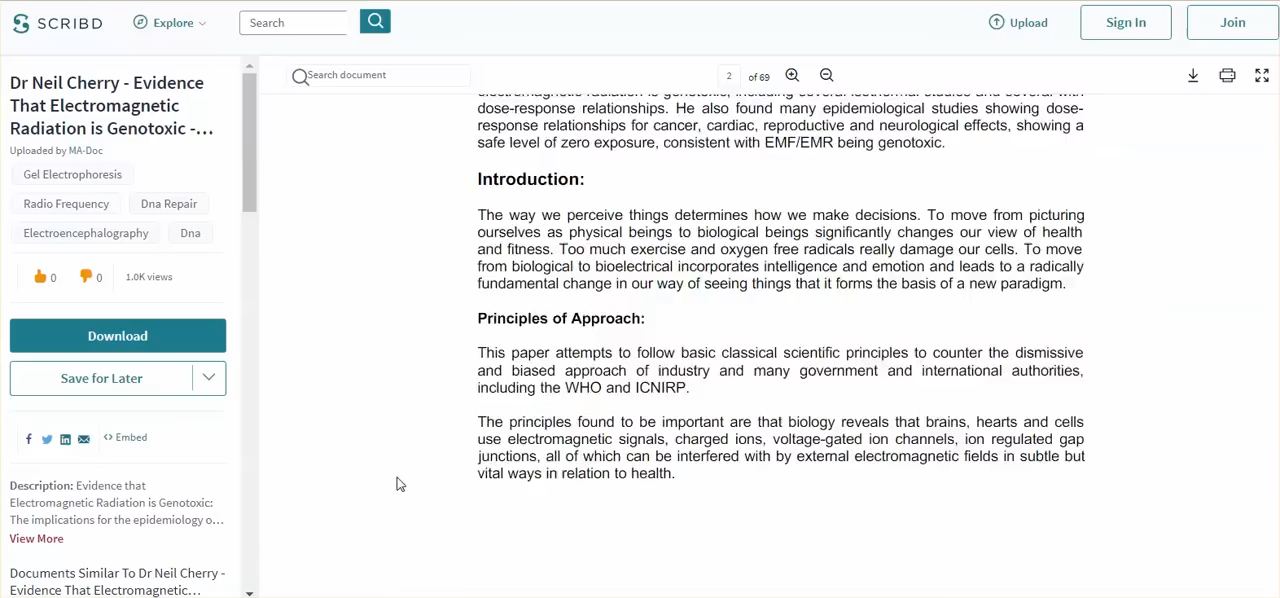 SCRIBD
Explore
Search
Upload
Sign In
Join
Dr Neil Cherry - Evidence
That Electromagnetic
Radiation is Genotoxic -...
Uploaded by MA-Doc
Gel Electrophoresis
Radio Frequency
Dna Repair
Electroencephalography
Dna
0
0
1.0K views
Download
Save for Later
<> Embed
Description: Evidence that
Electromagnetic Radiation is Genotoxic:
The implications for the epidemiology o...
View More
Documents Similar To Dr Neil Cherry -
Evidence That Electromagnetic...
Search document
2 of 69
electromagnetic radiation is genotoxic, including several isothermal studies and several with
dose-response relationships. He also found many epidemiological studies showing dose-
response relationships for cancer, cardiac, reproductive and neurological effects, showing a
safe level of zero exposure, consistent with EMF/EMR being genotoxic.
Introduction:
The way we perceive things determines how we make decisions. To move from picturing
ourselves as physical beings to biological beings significantly changes our view of health
and fitness. Too much exercise and oxygen free radicals really damage our cells. To move
from biological to bioelectrical incorporates intelligence and emotion and leads to a radically
fundamental change in our way of seeing things that it forms the basis of a new paradigm.
Principles of Approach:
This paper attempts to follow basic classical scientific principles to counter the dismissive
and biased approach of industry and many government and international authorities,
including the WHO and ICNIRP.
The principles found to be important are that biology reveals that brains, hearts and cells
use electromagnetic signals, charged ions, voltage-gated ion channels, ion regulated gap
junctions, all of which can be interfered with by external electromagnetic fields in subtle but
vital ways in relation to health.